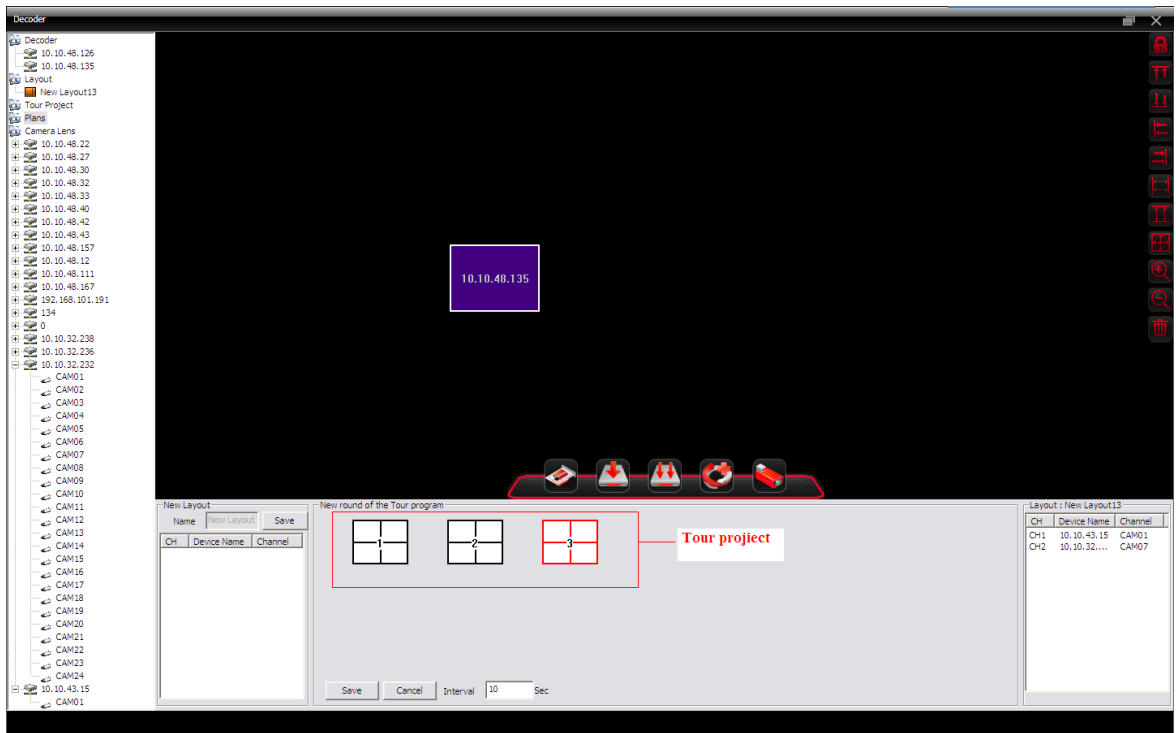 Decoder
Decoder
10.10.48.126
10.10.48.135
Layout
New Layout13
Tour Project
Plans
Camera Lens
10.10.48.22
10.10.48.27
10.10.48.30
10.10.48.32
10.10.48.33
10.10.48.40
10.10.48.42
10.10.48.43
10.10.48.157
10.10.48.12
10.10.48.111
10.10.48.167
192.168.101.191
134
0
10.10.32.238
10.10.32.236
10.10.32.232
CAM01
CAM02
CAM03
CAM04
CAM05
CAM06
CAM07
CAM08
CAM09
CAM10
CAM11
CAM12
CAM13
CAM14
CAM15
CAM16
CAM17
CAM18
CAM19
CAM20
CAM21
CAM22
CAM23
CAM24
10.10.43.15
CAM01
10.10.48.135
New Layout
Name New Layout Save
CH Device Name Channel
New round of the Tour program
1 2 3
Tour projiect
Save Cancel Interval 10 Sec
Layout : New Layout13
CH Device Name Channel
CH1 10.10.43.15 CAM01
CH2 10.10.32.... CAM07